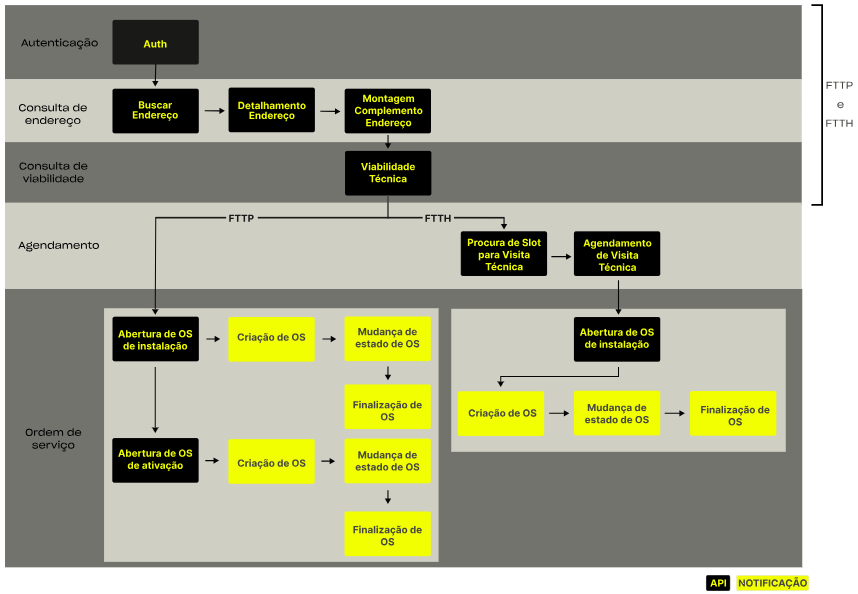 Autenticação
Auth
FTTP
e
FTTH
Consulta de
endereço
Buscar
Endereço
Detalhamento
Endereço
Montagem
Complemento
Endereço
Consulta de
viabilidade
Viabilidade
Técnica
FTTP
FTTH
Agendamento
Procura de Slot
para Visita
Técnica
Agendamento
de Visita
Técnica
Ordem de
serviço
Abertura de OS
de instalação
Criação de OS
Mudança de
estado de OS
Finalização de
OS
Abertura de OS
de ativação
Criação de OS
Mudança de
estado de OS
Finalização de
OS
Abertura de OS
de instalação
Criação de OS
Mudança de
estado de OS
Finalização de
OS
API
NOTIFICAÇÃO